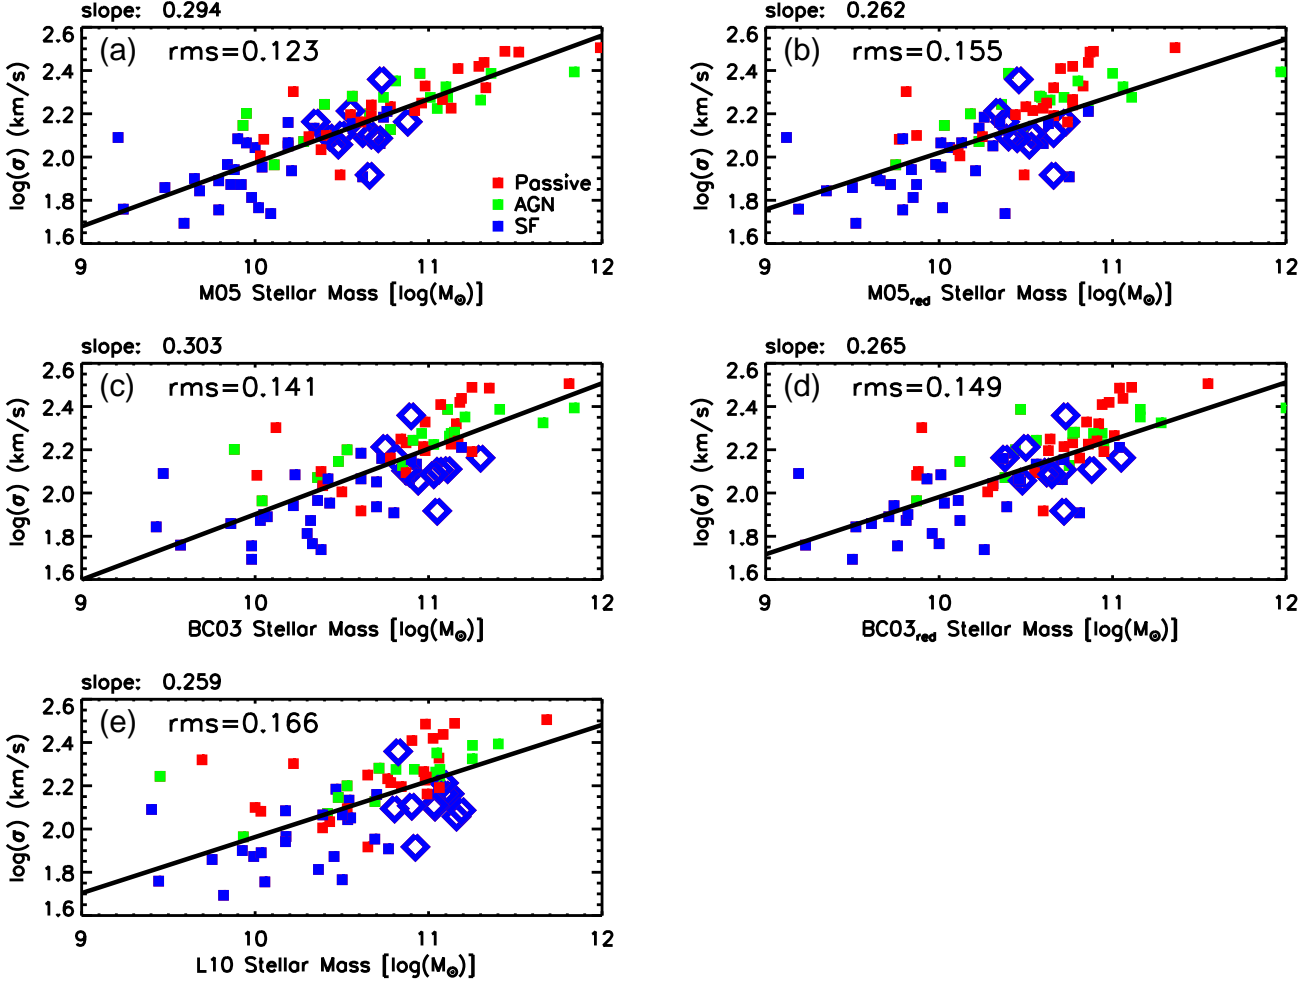 slope: 0.294
(a) rms=0.123
2.6
2.4
2.2
2.0
1.8
1.6
log(σ) (km/s)
Passive
AGN
SF
9 10 11 12
M05 Stellar Mass [log(M☉)]
slope: 0.262
(b) rms=0.155
2.6
2.4
2.2
2.0
1.8
1.6
log(σ) (km/s)
9 10 11 12
M05red Stellar Mass [log(M☉)]
slope: 0.303
(c) rms=0.141
2.6
2.4
2.2
2.0
1.8
1.6
log(σ) (km/s)
9 10 11 12
BC03 Stellar Mass [log(M☉)]
slope: 0.265
(d) rms=0.149
2.6
2.4
2.2
2.0
1.8
1.6
log(σ) (km/s)
9 10 11 12
BC03red Stellar Mass [log(M☉)]
slope: 0.259
(e) rms=0.166
2.6
2.4
2.2
2.0
1.8
1.6
log(σ) (km/s)
9 10 11 12
L10 Stellar Mass [log(M☉)]